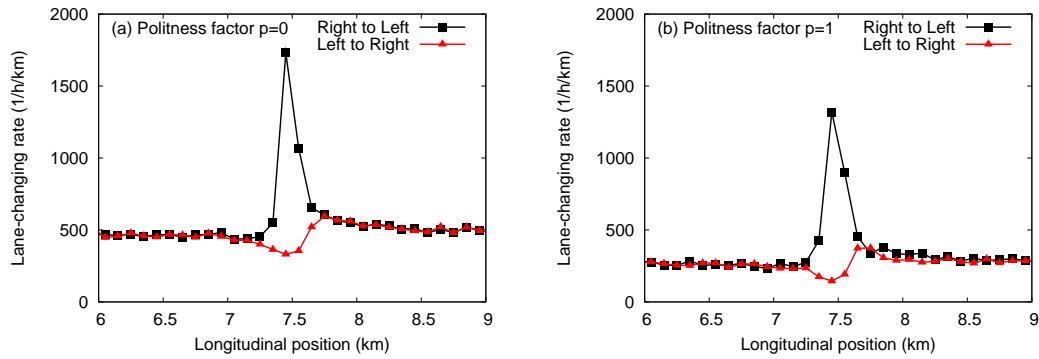 (a) Politness factor p=0
Right to Left
Left to Right
Lane-changing rate (1/h/km)
2000
1500
1000
500
0
6 6.5 7 7.5 8 8.5 9
Longitudinal position (km)
(b) Politness factor p=1
Right to Left
Left to Right
Lane-changing rate (1/h/km)
2000
1500
1000
500
0
6 6.5 7 7.5 8 8.5 9
Longitudinal position (km)